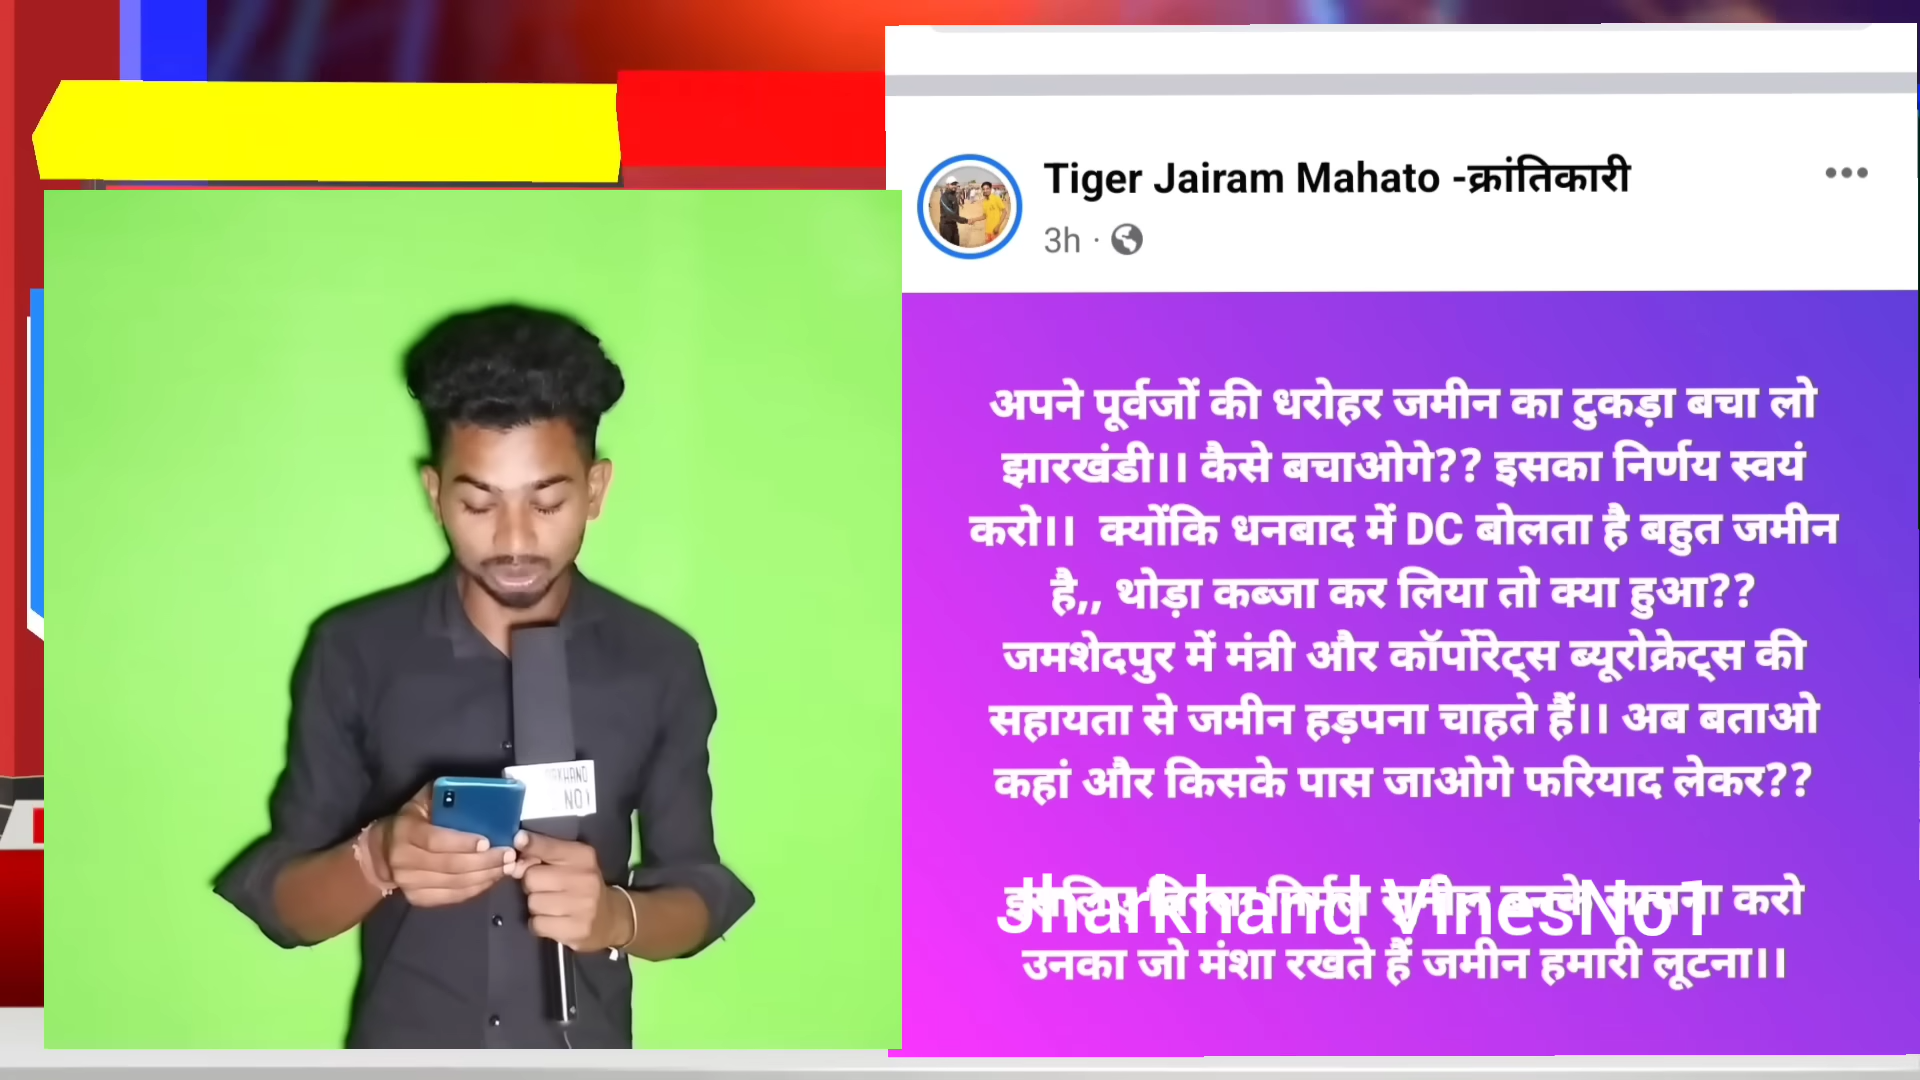 Tiger Jairam Mahato -क्रांतिकारी
3h ·
अपने पूर्वजों की धरोहर जमीन का टुकड़ा बचा लो
झारखंडी।। कैसे बचाओगे?? इसका निर्णय स्वयं
करो।। क्योंकि धनबाद में DC बोलता है बहुत जमीन
है,, थोड़ा कब्जा कर लिया तो क्या हुआ??
जमशेदपुर में मंत्री और कॉर्पोरेट्स ब्यूरोक्रेट्स की
सहायता से जमीन हड़पना चाहते हैं।। अब बताओ
कहां और किसके पास जाओगे फरियाद लेकर??
करो
Jharkhand VinesNo1
उनका जो मंशा रखते हैं जमीन हमारी लूटना।।
NO1